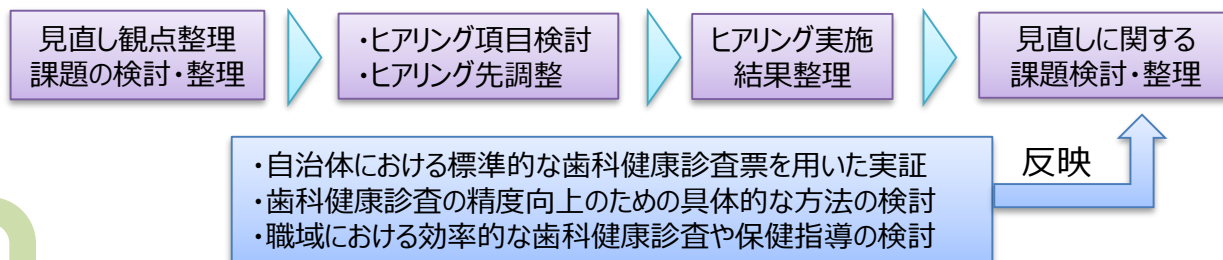 見直し観点整理
課題の検討・整理
・ヒアリング項目検討
・ヒアリング先調整
ヒアリング実施
結果整理
見直しに関する
課題検討・整理
・自治体における標準的な歯科健康診査票を用いた実証
・歯科健康診査の精度向上のための具体的な方法の検討
・職域における効率的な歯科健康診査や保健指導の検討
反映